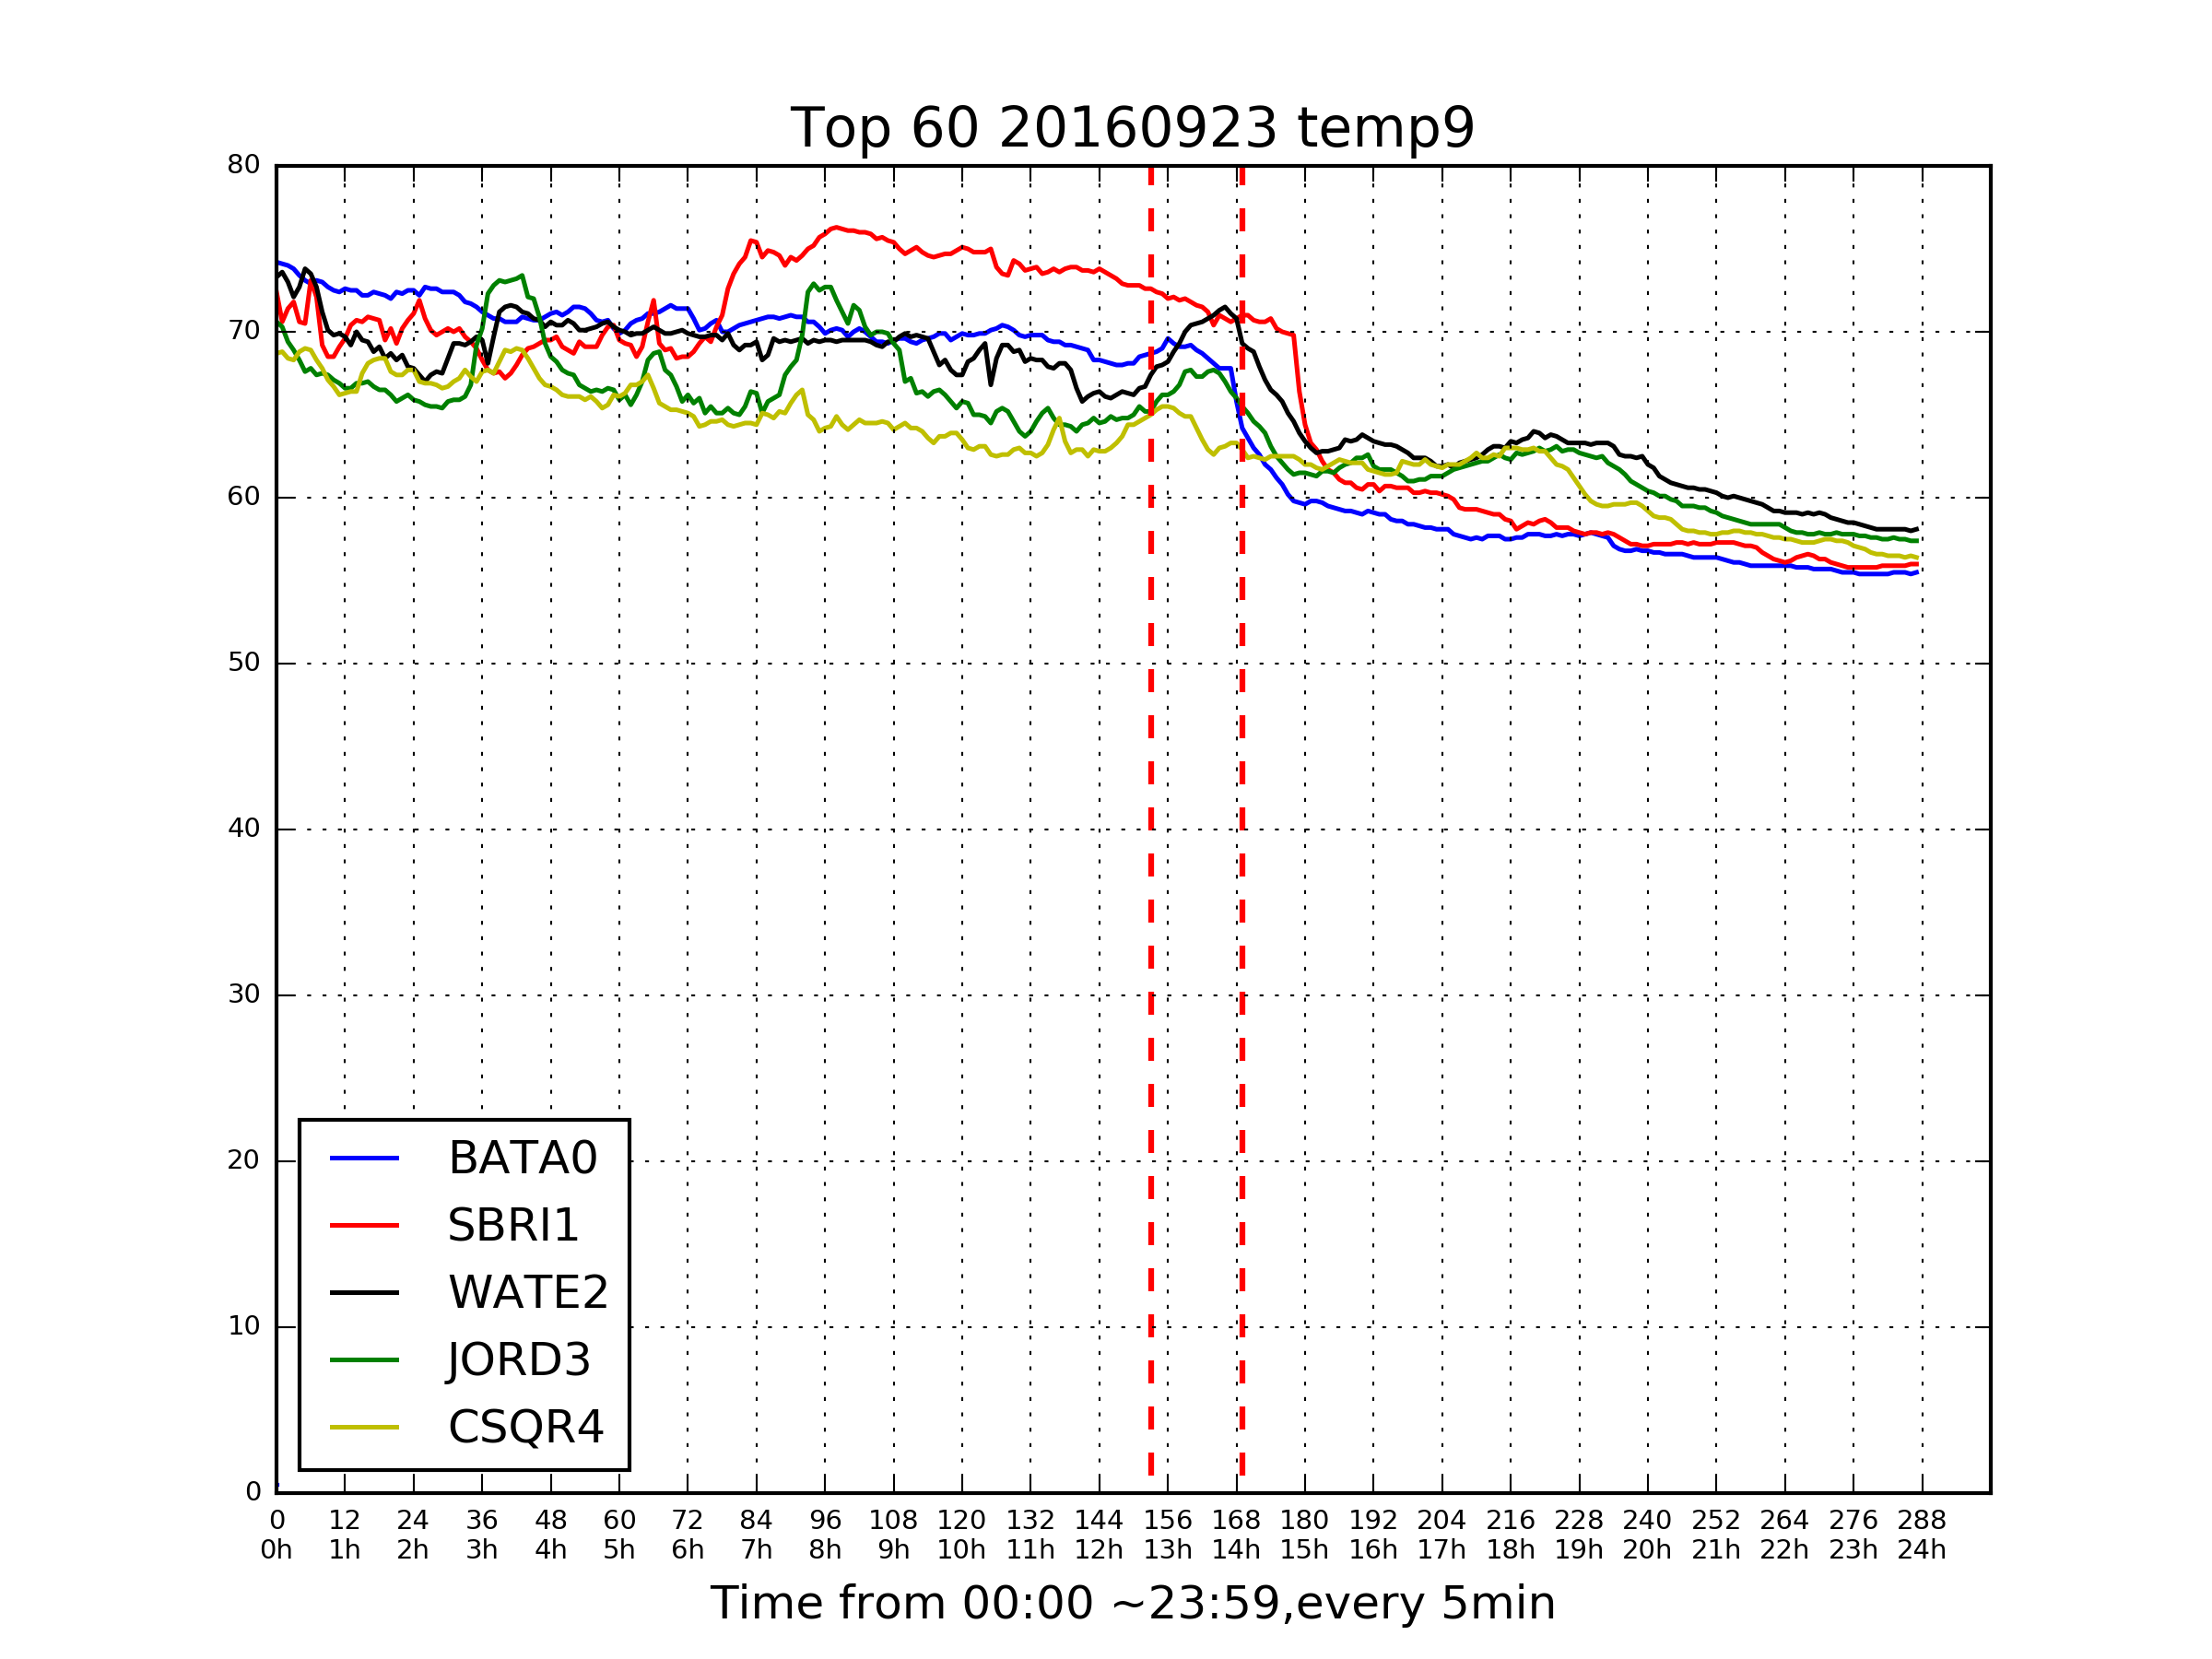 Top 60 20160923 temp9
80
70
60
50
40
30
20
10
0
BATA0
SBRI1
WATE2
JORD3
CSQR4
0 12 24 36 48 60 72 84 96 108 120 132 144 156 168 180 192 204 216 228 240 252 264 276 288
0h 1h 2h 3h 4h 5h 6h 7h 8h 9h 10h 11h 12h 13h 14h 15h 16h 17h 18h 19h 20h 21h 22h 23h 24h
Time from 00:00 ~23:59,every 5min